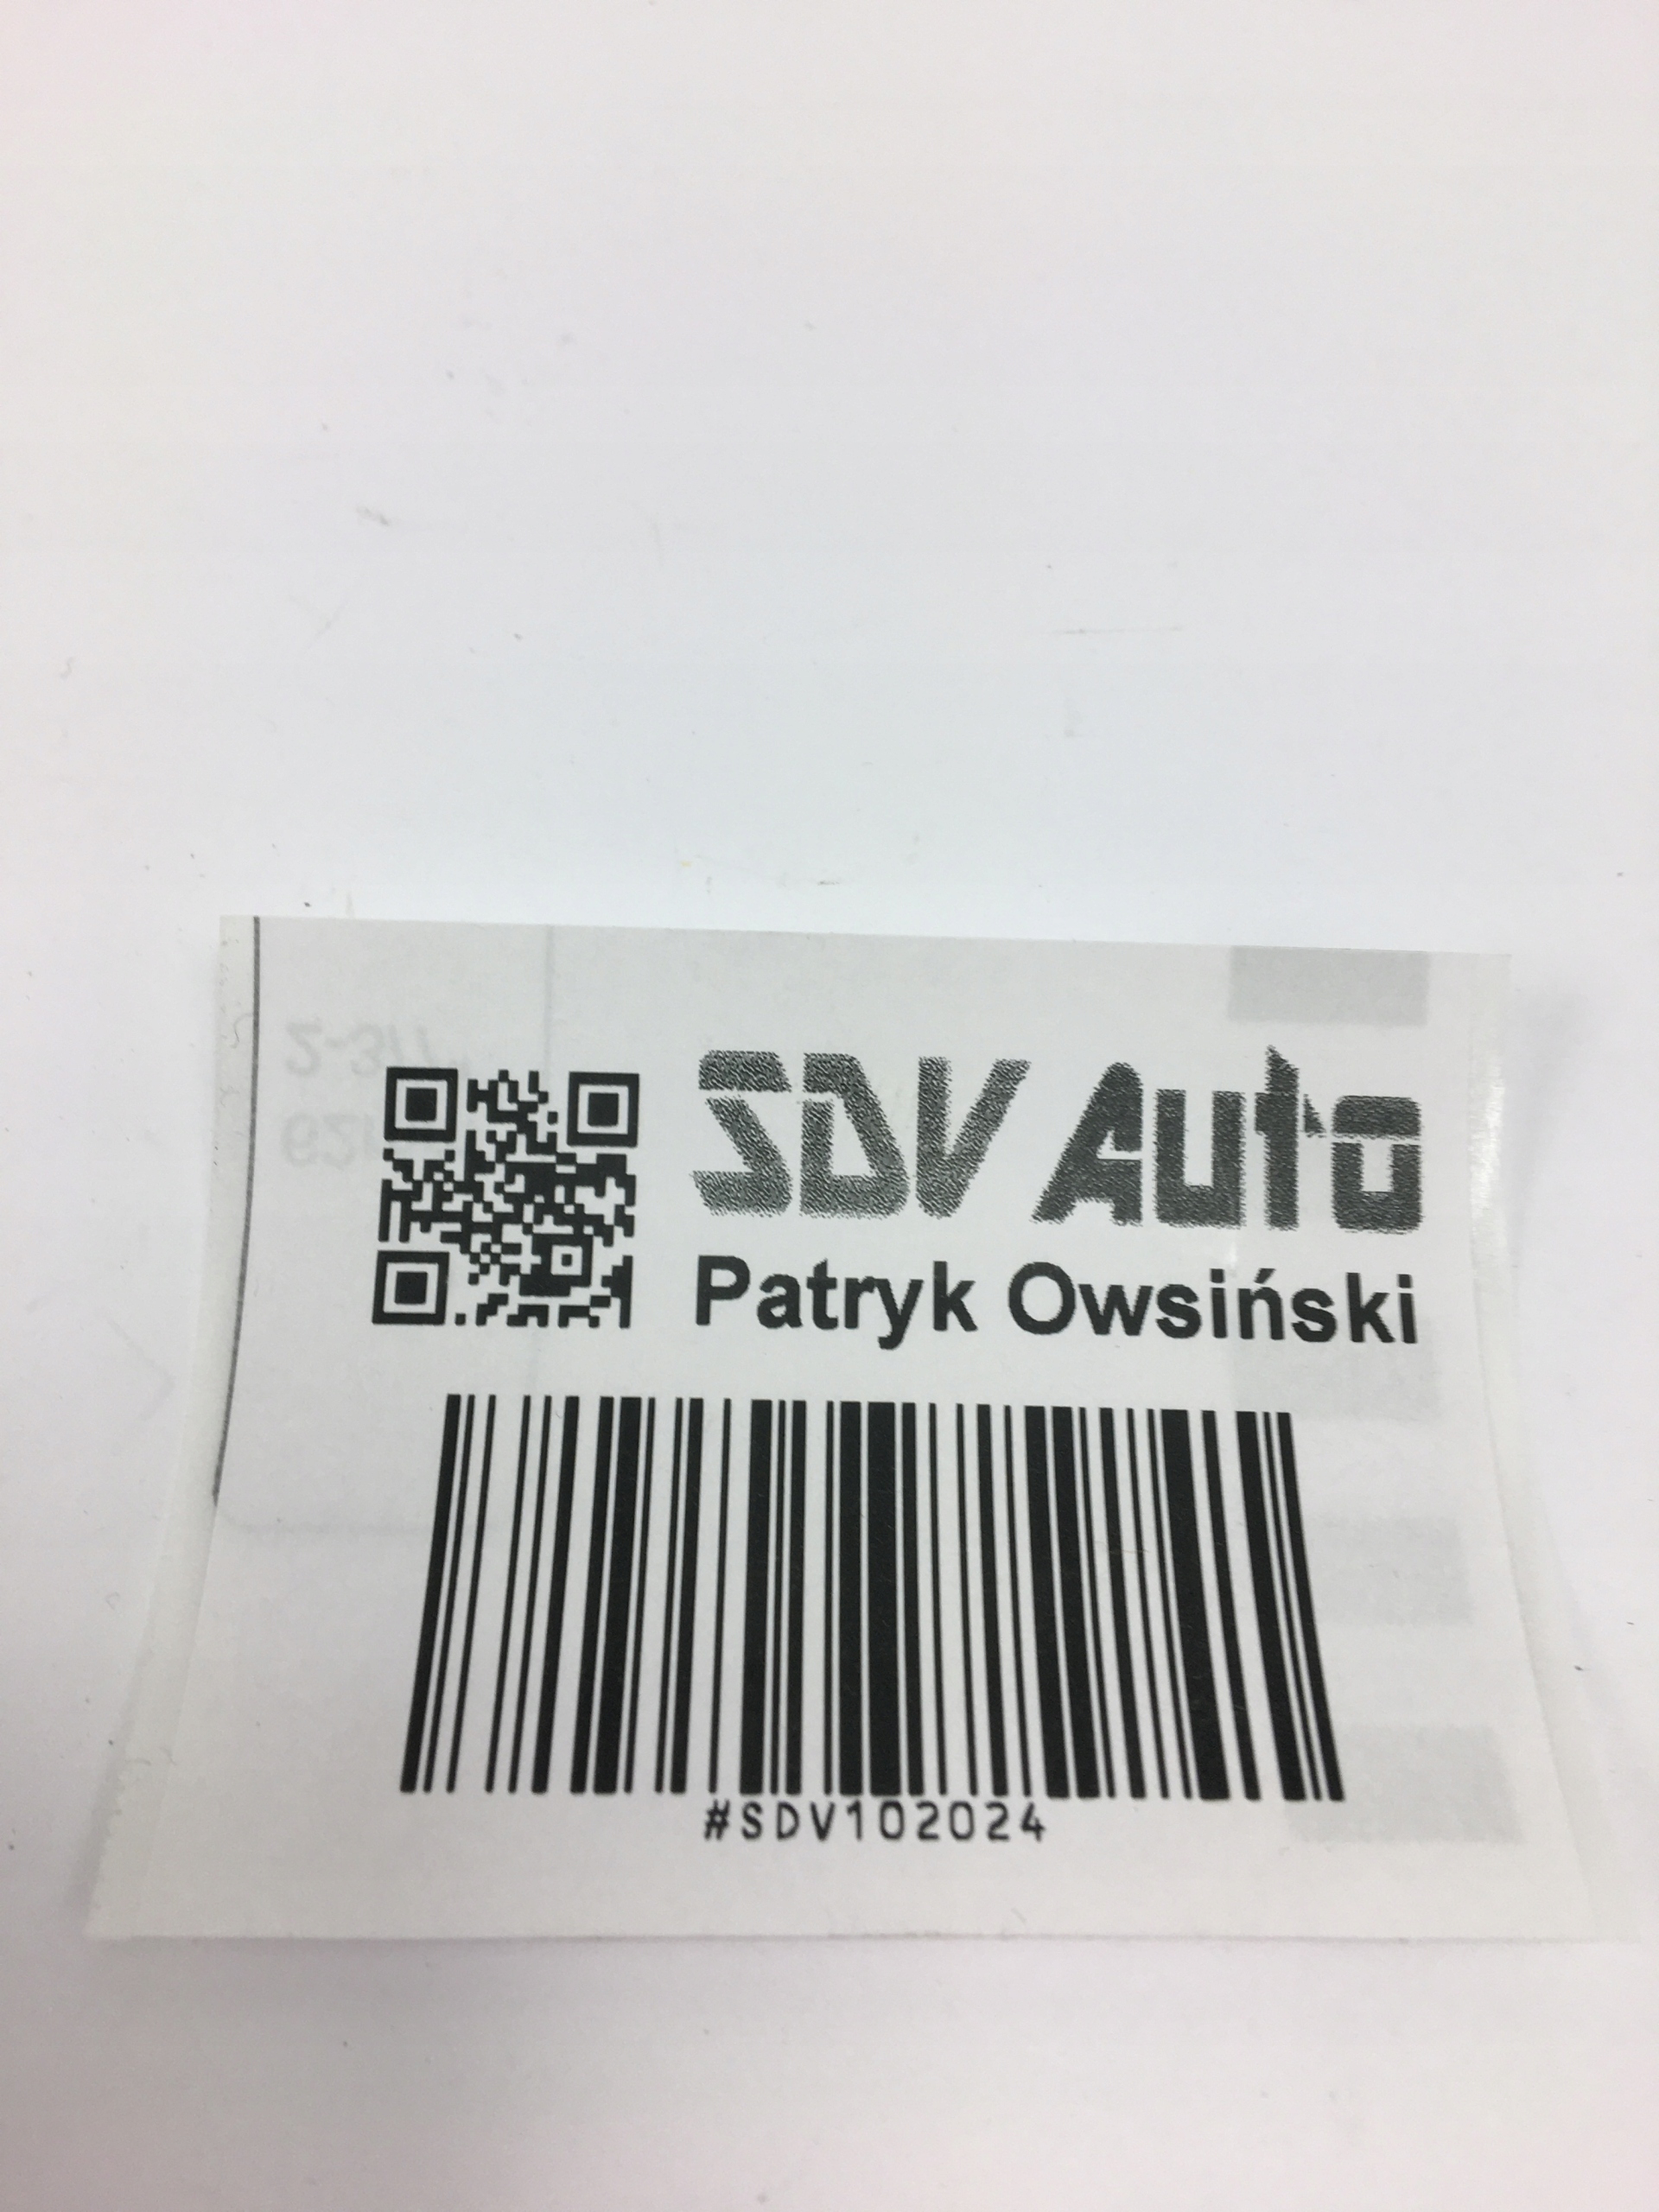 SDV Auto
Patryk Owsiński
#SDV102024